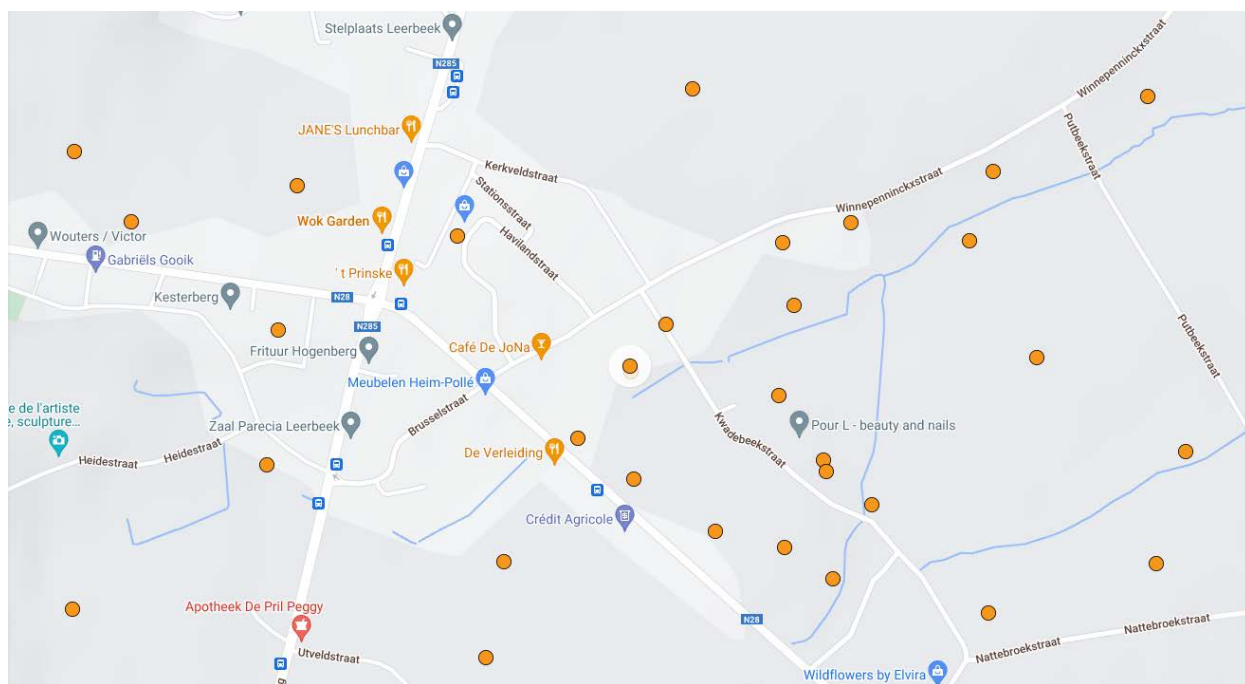 Stelplaats Leerbeek
N285
Winnepenninckxstraat
JANE'S Lunchbar
Putbeekstraat
Kerkveldstraat
Stationsstraat
Winnepenninckxstraat
Wok Garden
Havilandstraat
Wouters / Victor
Gabriëls Gooik
't Prinske
Kesterberg
N28
N285
Putbeekstraat
Frituur Hogenberg
Café De JoNa
Meubelen Heim-Pollé
e de l'artiste
e, sculpture...
Zaal Parecia Leerbeek
Brusselstraat
Pour L - beauty and nails
Kwadebeekstraat
Heidestraat
Heidestraat
De Verleiding
Crédit Agricole
Apotheek De Pril Peggy
N28
Nattebroekstraat
Nattebroekstraat
Utveldstraat
Wildflowers by Elvira